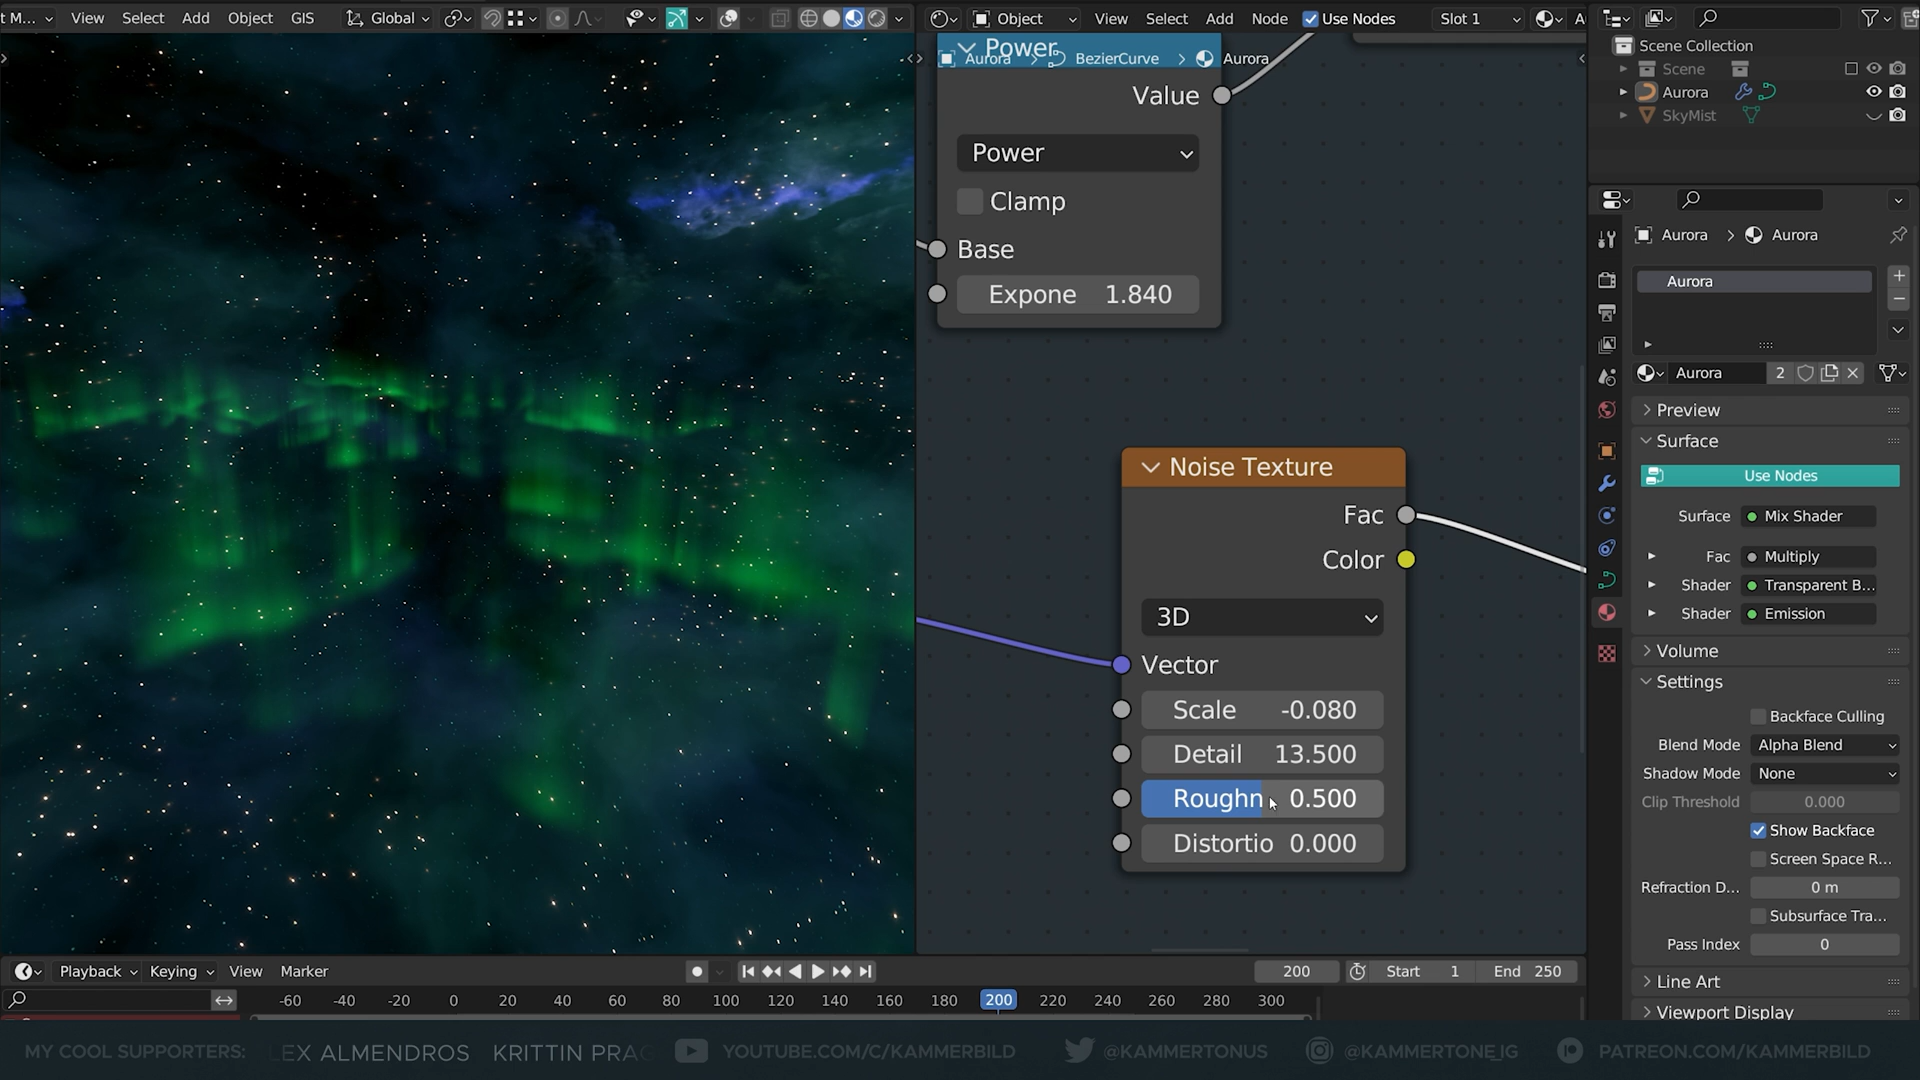 M... View Select Add Object GIS Global
Object View Select Add Node Use Nodes Slot 1
Power
Aurora > BezierCurve > Aurora
Value
Power
Clamp
Base
Expone 1.840
Noise Texture
Fac
Color
3D
Vector
Scale -0.080
Detail 13.500
Roughn 0.500
Distortio 0.000
Scene Collection
Scene
Aurora
SkyMist
Aurora > Aurora
Aurora
Aurora 2
Preview
Surface
Use Nodes
Surface Mix Shader
Fac Multiply
Shader Transparent B...
Shader Emission
Volume
Settings
Backface Culling
Blend Mode Alpha Blend
Shadow Mode None
Clip Threshold 0.000
Show Backface
Screen Space R...
Refraction D... 0 m
Subsurface Tra...
Pass Index 0
Line Art
Viewport Display
Playback Keying View Marker
200 Start 1 End 250
-60 -40 -20 0 20 40 60 80 100 120 140 160 180 200 220 240 260 280 300
MY COOL SUPPORTERS: LEX ALMENDROS KRITTIN PRAC YOUTUBE.COM/C/KAMMERBILD @KAMMERTONUS @KAMMERTONE_IG PATREON.COM/KAMMERBILD